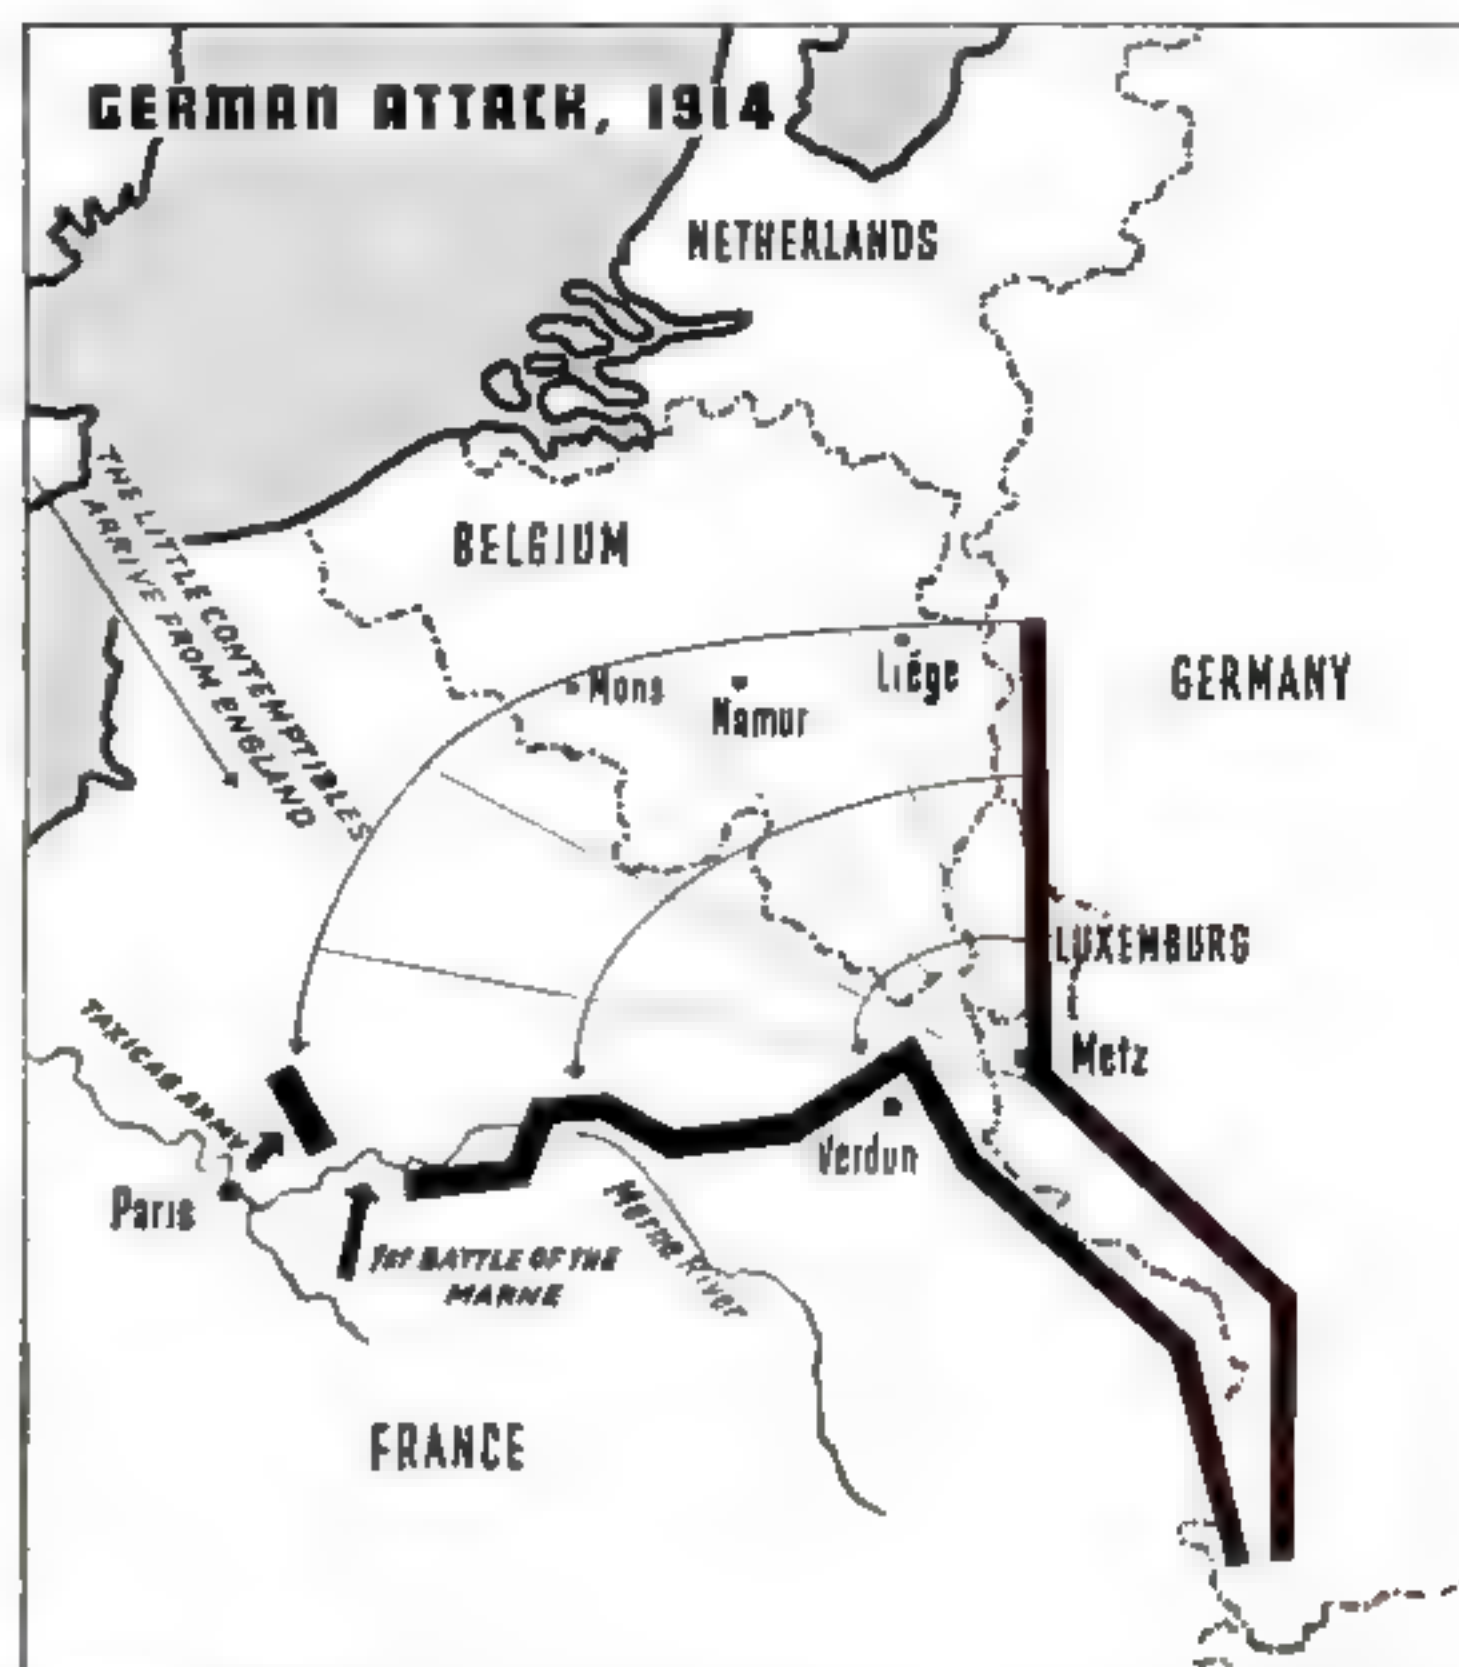 GERMAN ATTACK, 1914
NETHERLANDS
BELGIUM
THE LITTLE CONTEMPTIBLES
ARRIVE FROM ENGLAND
Mons
Namur
Liége
GERMANY
LUXEMBURG
Metz
TAXICAB ARMY
Paris
Verdun
Marne River
1st BATTLE OF THE
MARNE
FRANCE